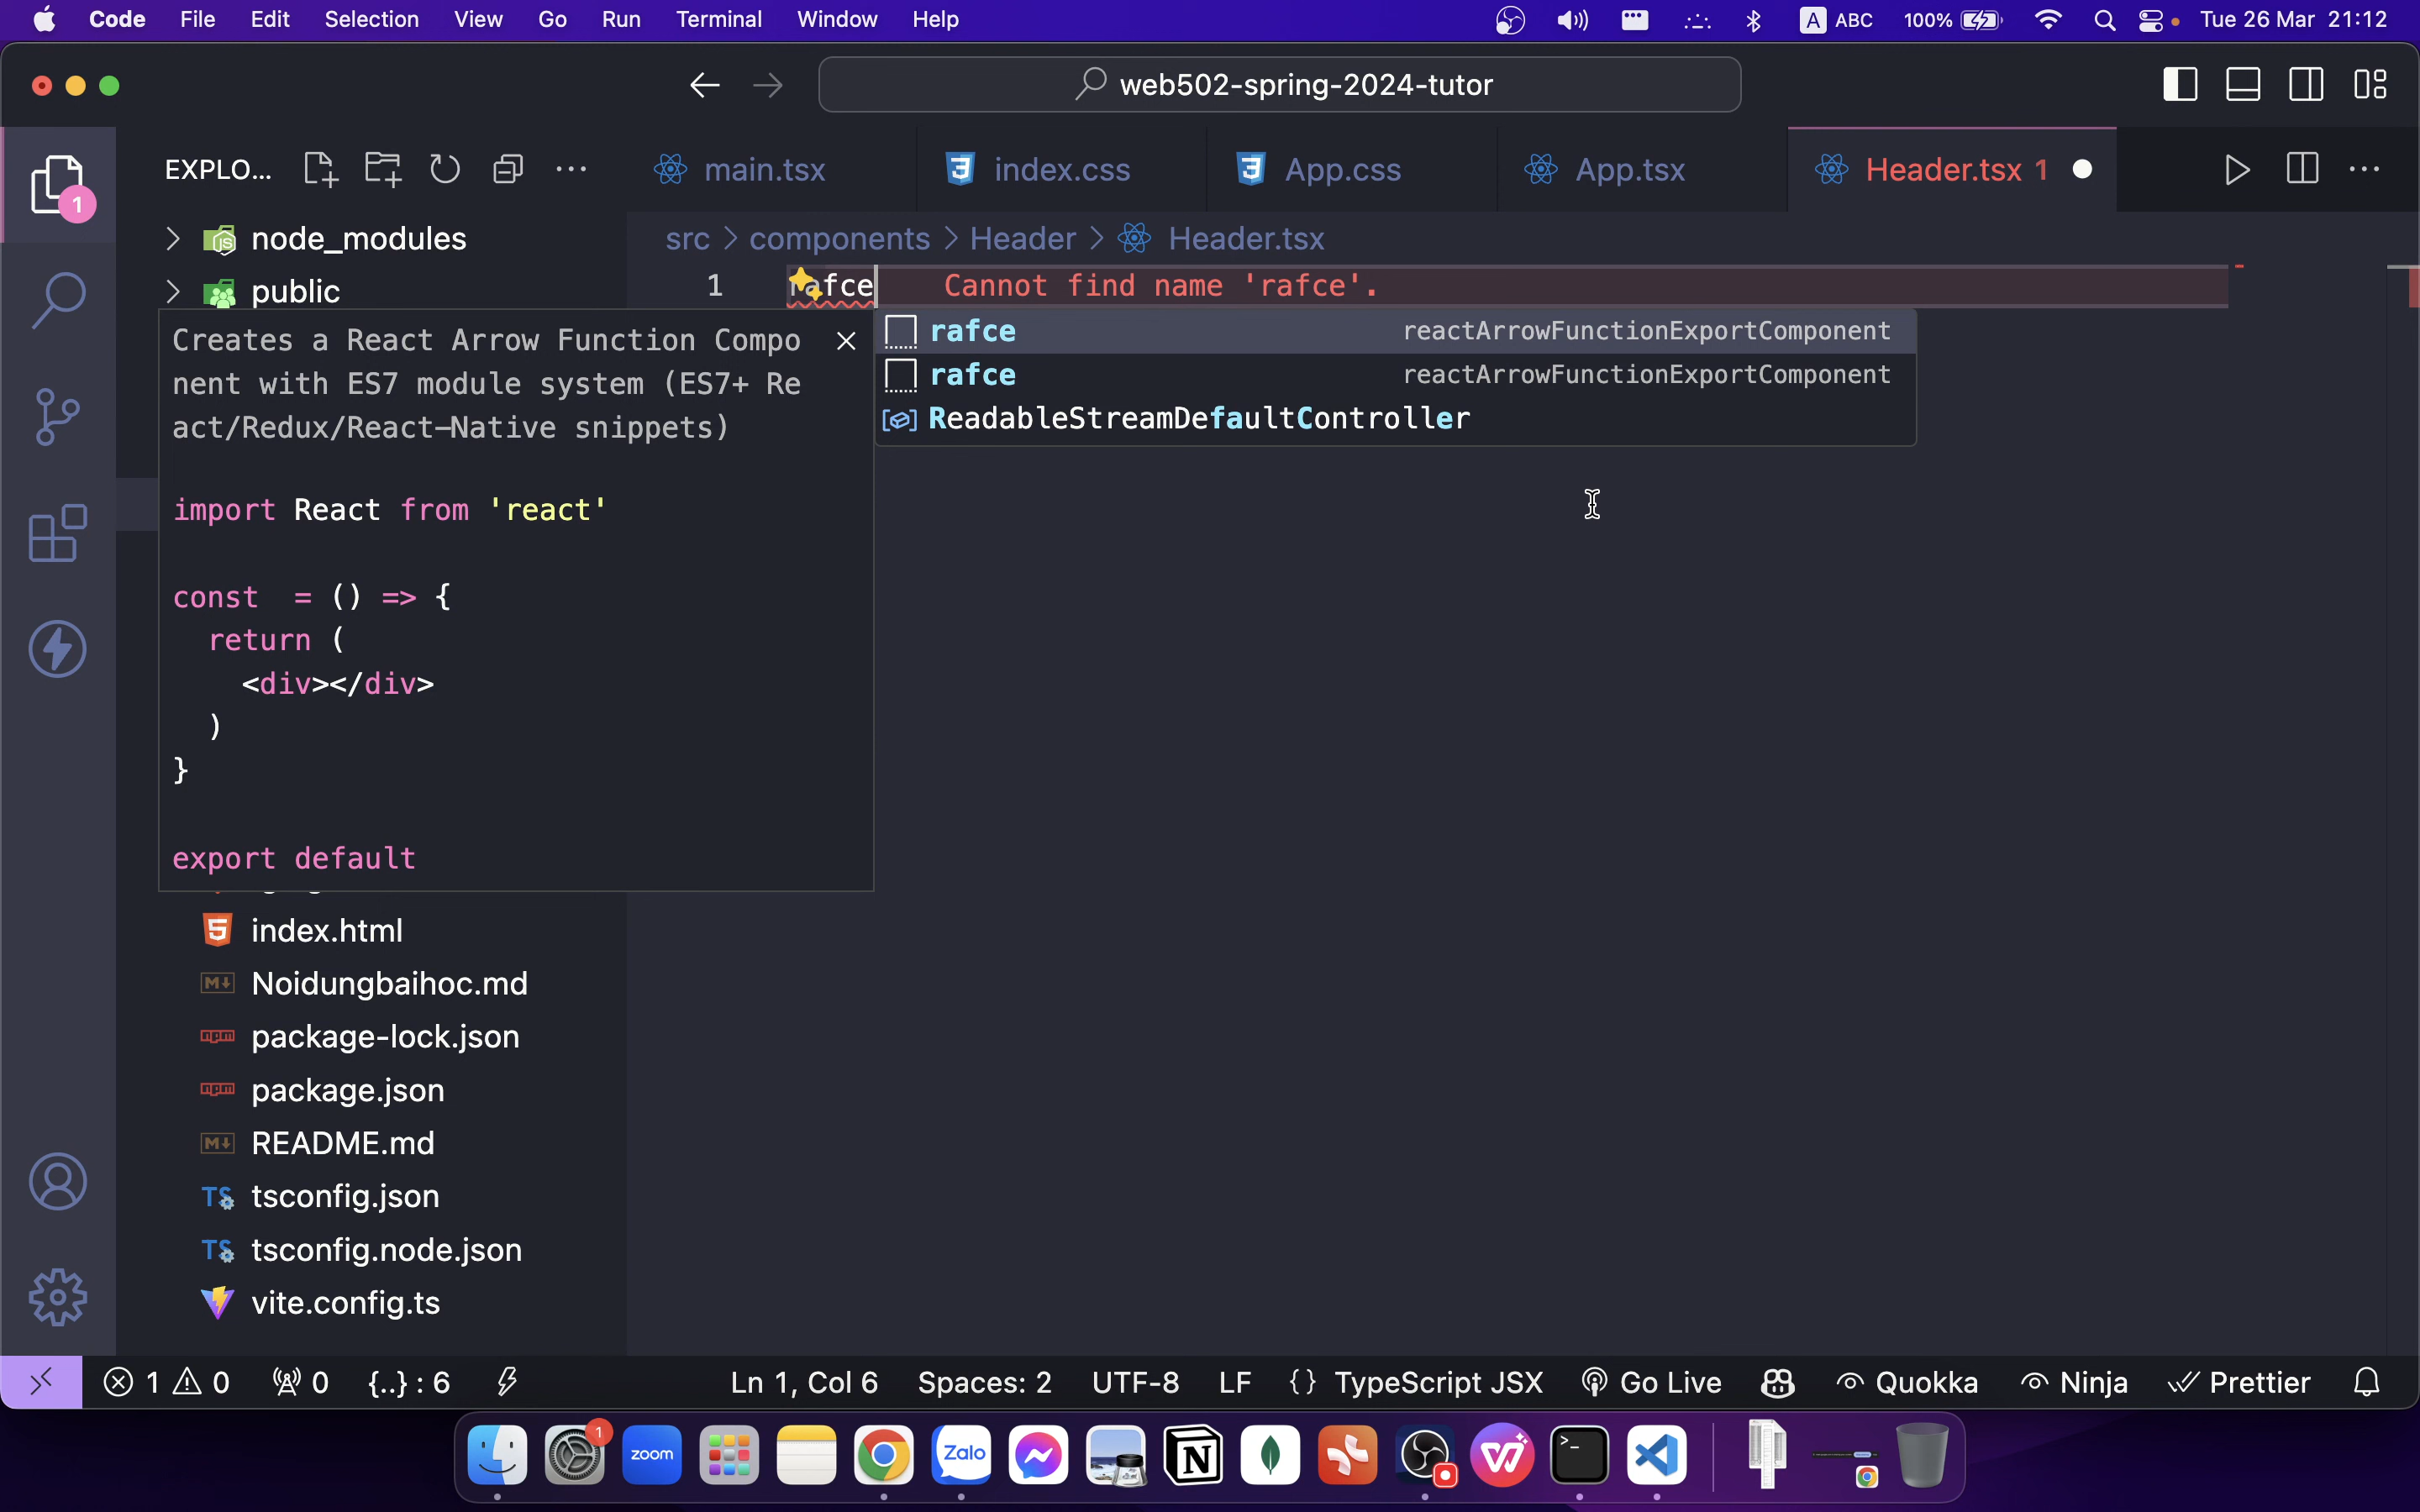 Code File Edit Selection View Go Run Terminal Window Help A ABC 100% Tue 26 Mar 21:12
web502-spring-2024-tutor
EXPLO...
main.tsx
index.css
App.css
App.tsx
Header.tsx 1
1
node_modules
src > components > Header > Header.tsx
public
1 rafce Cannot find name 'rafce'.
rafce reactArrowFunctionExportComponent
rafce reactArrowFunctionExportComponent
ReadableStreamDefaultController
Creates a React Arrow Function Compo
nent with ES7 module system (ES7+ Re
act/Redux/React-Native snippets)
import React from 'react'
const  = () => {
return (
<div></div>
)
}
export default
index.html
Noidungbaihoc.md
package-lock.json
package.json
README.md
tsconfig.json
tsconfig.node.json
vite.config.ts
1 0 0 {..} : 6 Ln 1, Col 6 Spaces: 2 UTF-8 LF {} TypeScript JSX Go Live Quokka Ninja Prettier
1
zoom
Zalo